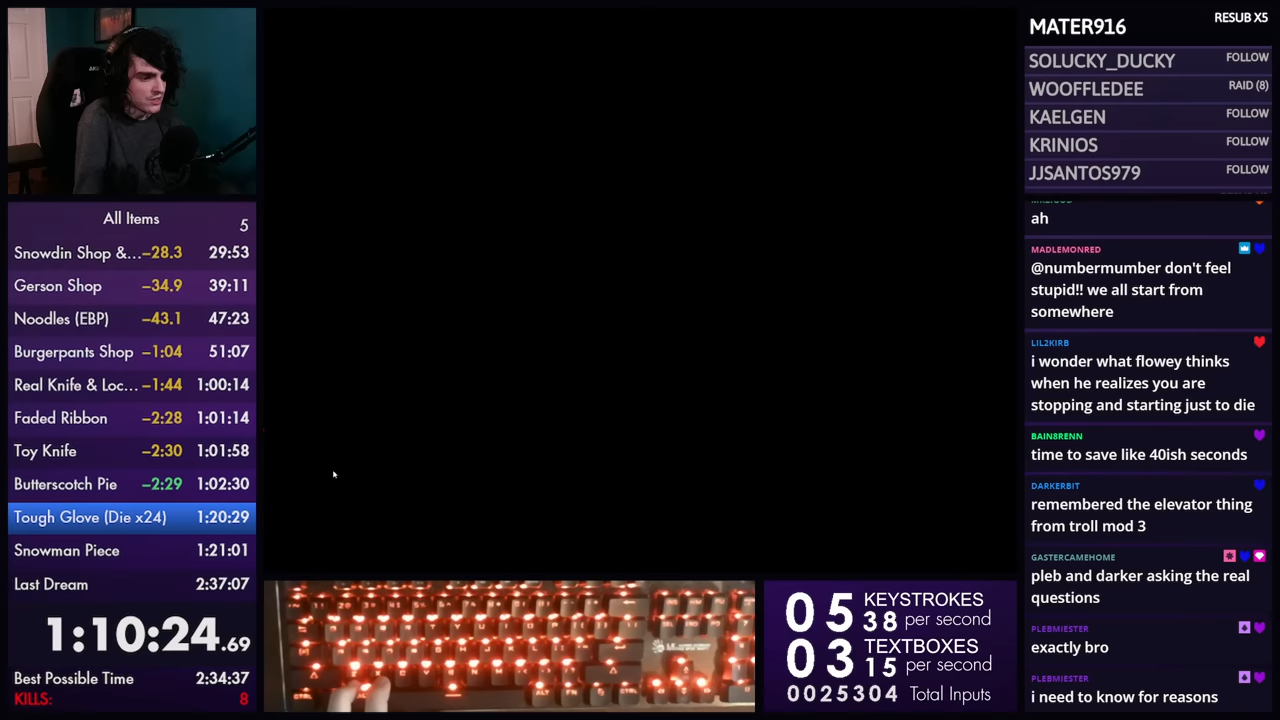 All Items
5
Snowdin Shop &... −28.3 29:53
Gerson Shop −34.9 39:11
Noodles (EBP) −43.1 47:23
Burgerpants Shop −1:04 51:07
Real Knife & Loc... −1:44 1:00:14
Faded Ribbon −2:28 1:01:14
Toy Knife −2:30 1:01:58
Butterscotch Pie −2:29 1:02:30
Tough Glove (Die x24) 1:20:29
Snowman Piece 1:21:01
Last Dream 2:37:07
1:10:24.69
Best Possible Time 2:34:37
KILLS: 8
05 KEYSTROKES
38 per second
03 TEXTBOXES
15 per second
0025304 Total Inputs
MATER916 RESUB X5
SOLUCKY_DUCKY FOLLOW
WOOFFLEDEE RAID (8)
KAELGEN FOLLOW
KRINIOS FOLLOW
JJSANTOS979 FOLLOW
ah
MADLEMONRED
@numbermumber don't feel
stupid!! we all start from
somewhere
LIL2KIRB
i wonder what flowey thinks
when he realizes you are
stopping and starting just to die
BAIN8RENN
time to save like 40ish seconds
DARKERBIT
remembered the elevator thing
from troll mod 3
GASTERCAMEHOME
pleb and darker asking the real
questions
PLEBMIESTER
exactly bro
PLEBMIESTER
i need to know for reasons